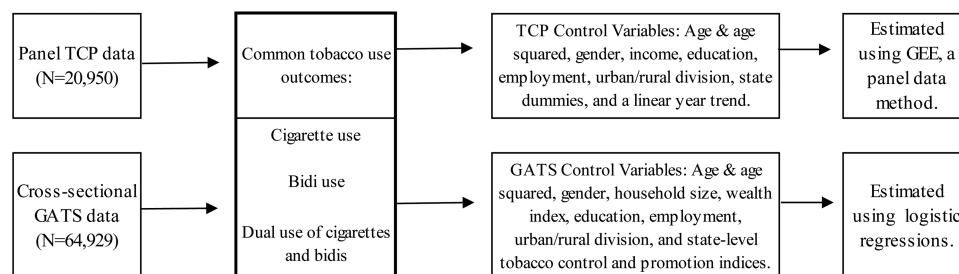 Panel TCP data
(N=20,950)
Common tobacco use
outcomes:
TCP Control Variables: Age & age
squared, gender, income, education,
employment, urban/rural division, state
dummies, and a linear year trend.
Estimated
using GEE, a
panel data
method.
Cross-sectional
GATS data
(N=64,929)
Cigarette use
Bidi use
Dual use of cigarettes
and bidis
GATS Control Variables: Age & age
squared, gender, household size, wealth
index, education, employment,
urban/rural division, and state-level
tobacco control and promotion indices.
Estimated
using logistic
regressions.